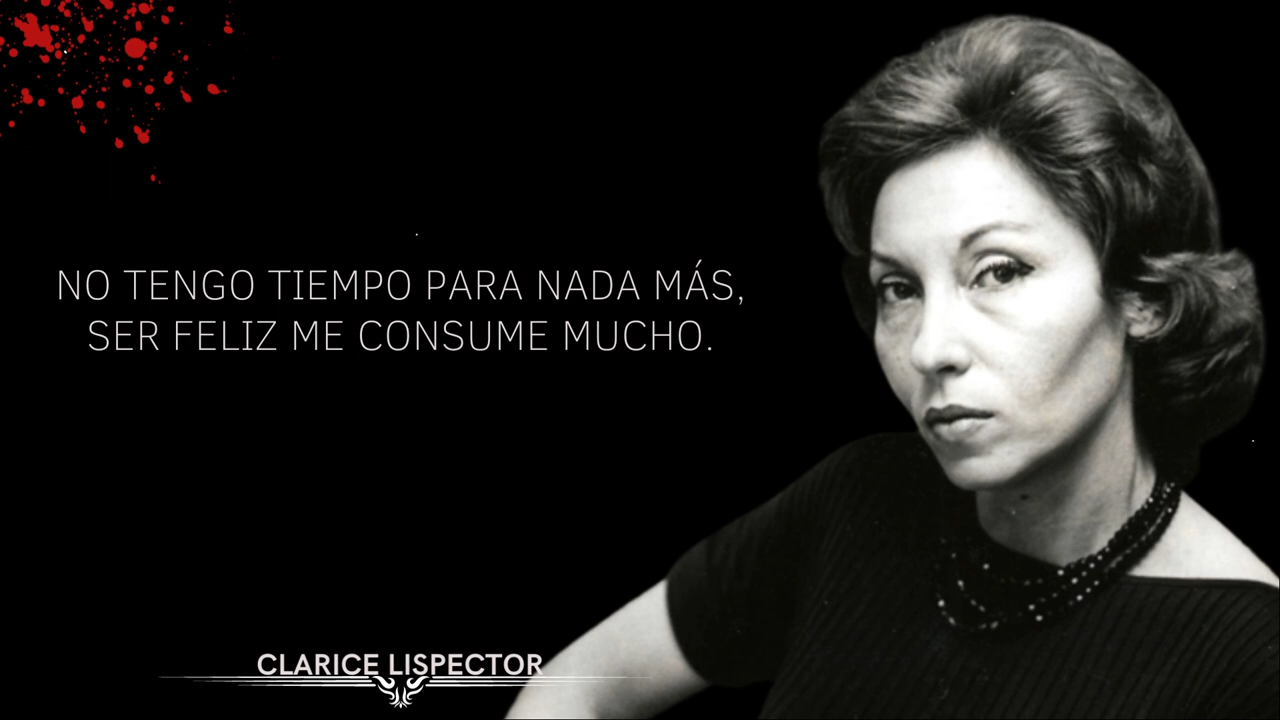 NO TENGO TIEMPO PARA NADA MÁS,
SER FELIZ ME CONSUME MUCHO.
CLARICE LISPECTOR